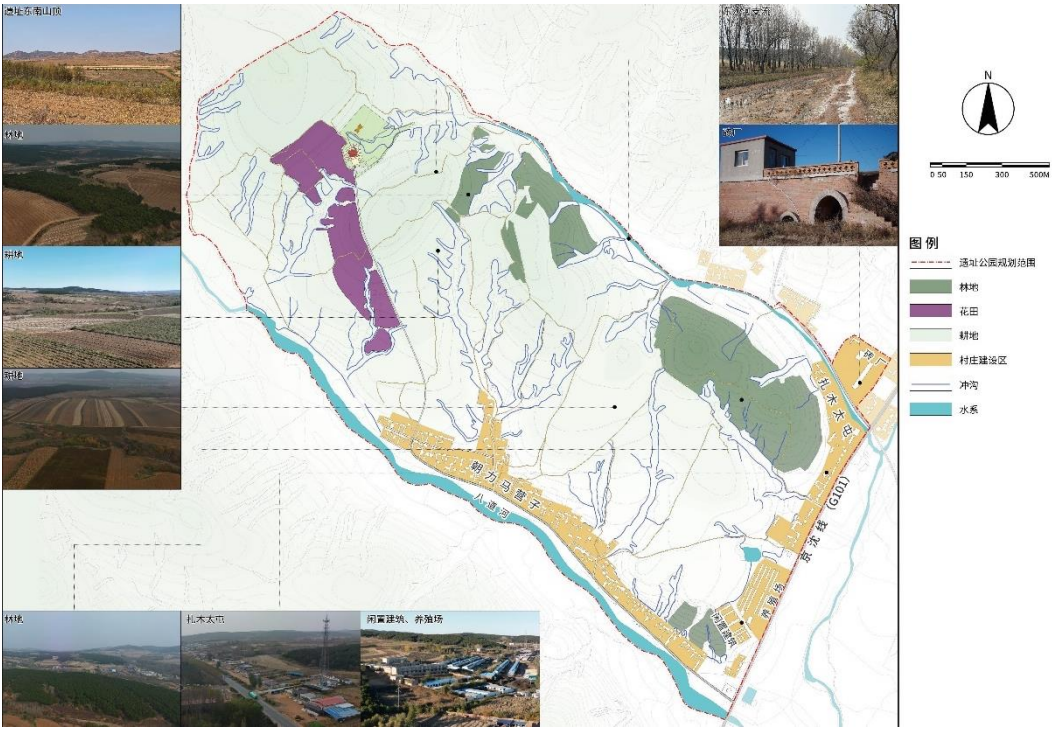 遗址东南山顶
林地
耕地
耕地
林地
扎木太屯
闲置建筑、养殖场
砖厂
朝力马营子
八道河
扎木太屯
砖厂
京沈线 (G101)
养殖场
闲置建筑
N
0 50 150 300 500M
图例
遗址公园规划范围
林地
花田
耕地
村庄建设区
冲沟
水系